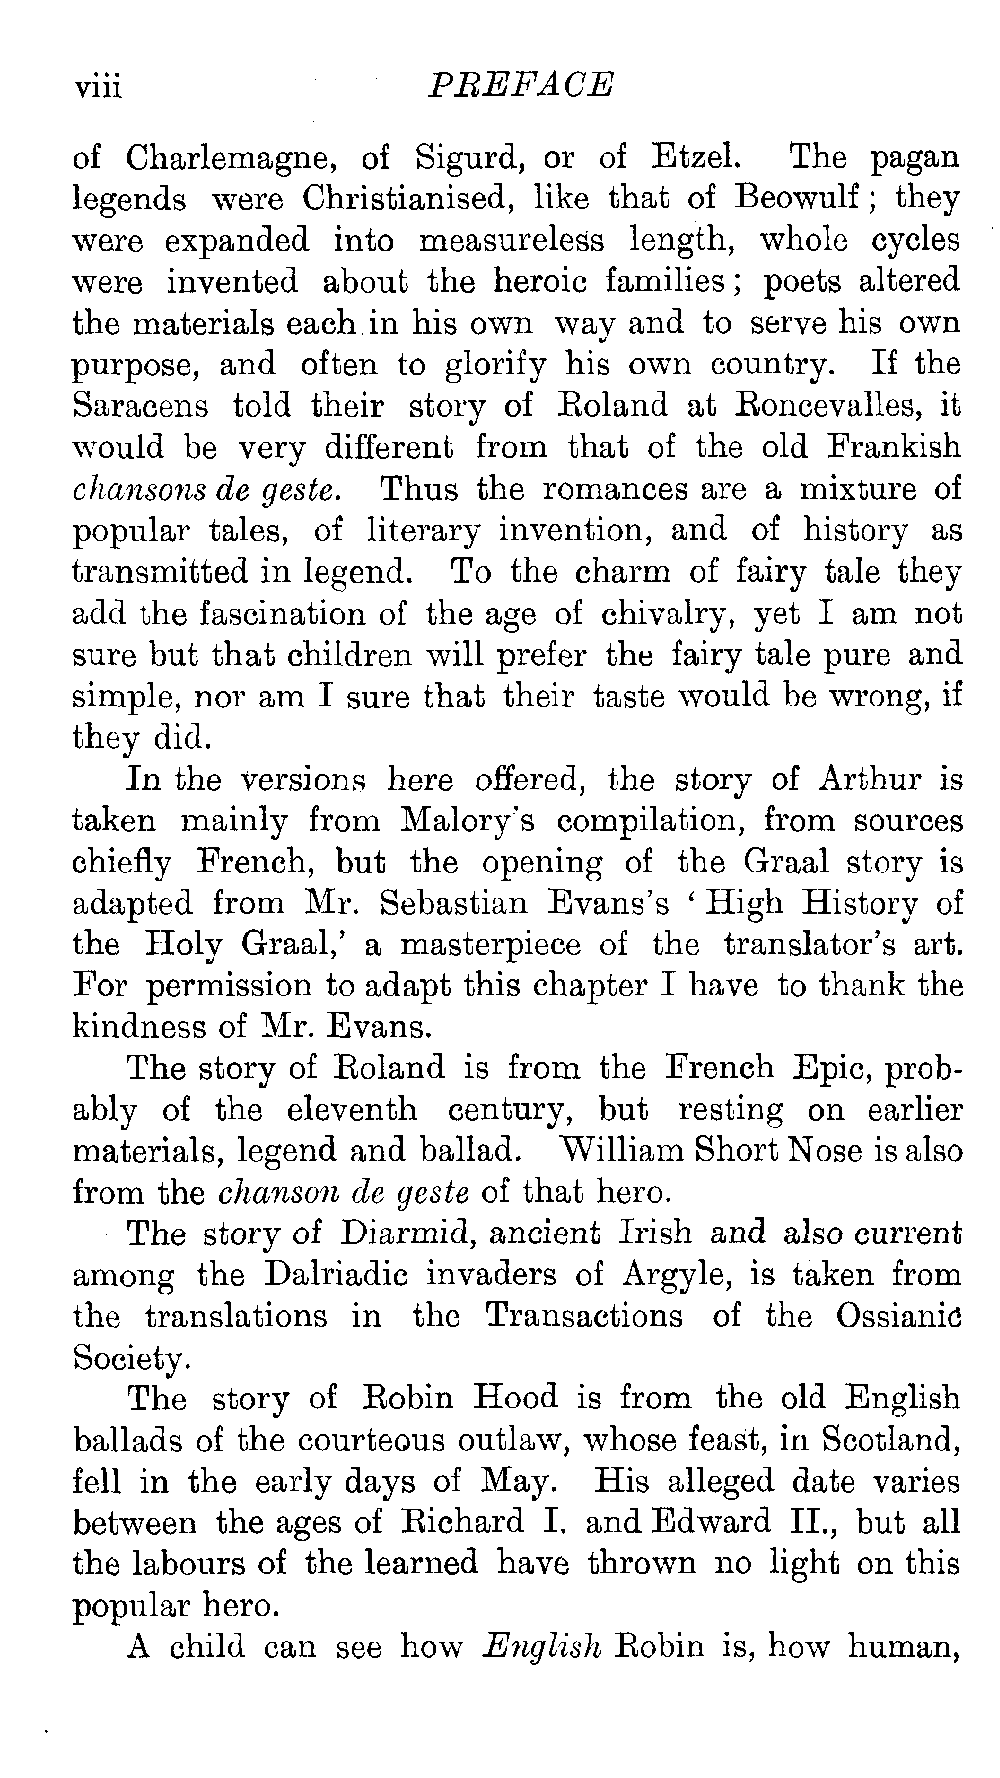 viii PREFACE
of Charlemagne, of Sigurd, or of Etzel. The pagan
legends were Christianised, like that of Beowulf; they
were expanded into measureless length, whole cycles
were invented about the heroic families; poets altered
the materials each in his own way and to serve his own
purpose, and often to glorify his own country. If the
Saracens told their story of Roland at Roncevalles, it
would be very different from that of the old Frankish
chansons de geste. Thus the romances are a mixture of
popular tales, of literary invention, and of history as
transmitted in legend. To the charm of fairy tale they
add the fascination of the age of chivalry, yet I am not
sure but that children will prefer the fairy tale pure and
simple, nor am I sure that their taste would be wrong, if
they did.
In the versions here offered, the story of Arthur is
taken mainly from Malory's compilation, from sources
chiefly French, but the opening of the Graal story is
adapted from Mr. Sebastian Evans's ‘High History of
the Holy Graal,’ a masterpiece of the translator's art.
For permission to adapt this chapter I have to thank the
kindness of Mr. Evans.
The story of Roland is from the French Epic, prob-
ably of the eleventh century, but resting on earlier
materials, legend and ballad. William Short Nose is also
from the chanson de geste of that hero.
The story of Diarmid, ancient Irish and also current
among the Dalriadic invaders of Argyle, is taken from
the translations in the Transactions of the Ossianic
Society.
The story of Robin Hood is from the old English
ballads of the courteous outlaw, whose feast, in Scotland,
fell in the early days of May. His alleged date varies
between the ages of Richard I. and Edward II., but all
the labours of the learned have thrown no light on this
popular hero.
A child can see how English Robin is, how human,